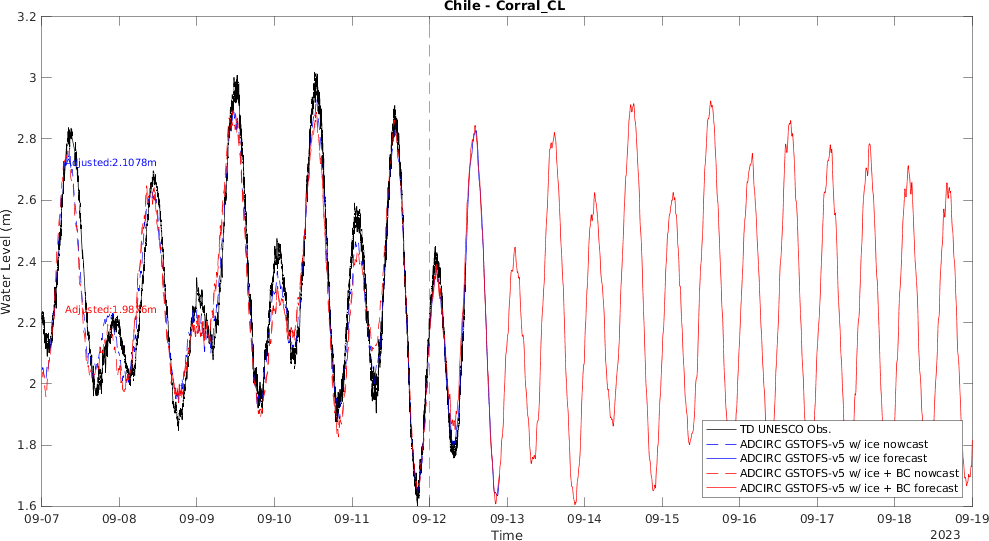 Chile - Corral_CL
3.2
3
2.8
2.6
2.4
2.2
2
1.8
1.6
Water Level (m)
Adjusted:2.1078m
TD UNESCO Obs.
ADCIRC GSTOFS-v5 w/ ice nowcast
ADCIRC GSTOFS-v5 w/ ice forecast
ADCIRC GSTOFS-v5 w/ ice + BC nowcast
ADCIRC GSTOFS-v5 w/ ice + BC forecast
09-07 09-08 09-09 09-10 09-11 09-12 09-13 09-14 09-15 09-16 09-17 09-18 09-19
Time
2023